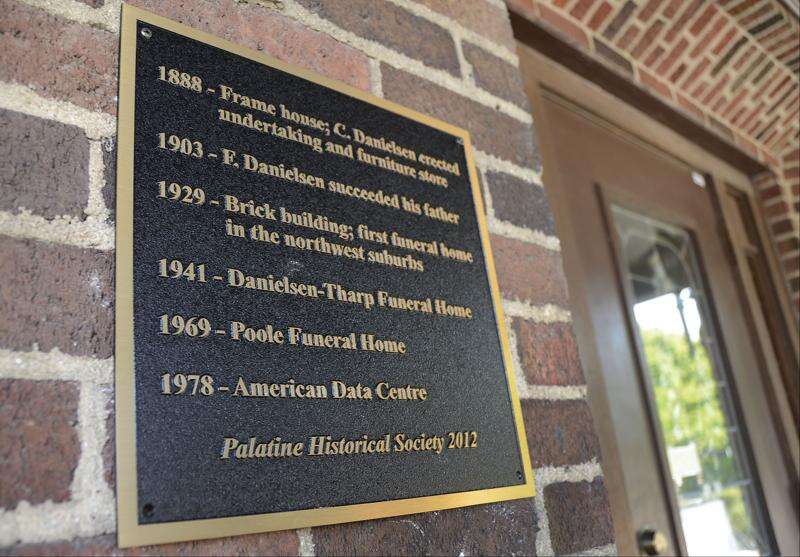 1888 - Frame house; C. Danielsen erected
undertaking and furniture store
1903 - F. Danielsen succeeded his father
1929 - Brick building; first funeral home
in the northwest suburbs
1941 - Danielsen-Tharp Funeral Home
1969 - Poole Funeral Home
1978 - American Data Centre
Palatine Historical Society 2012